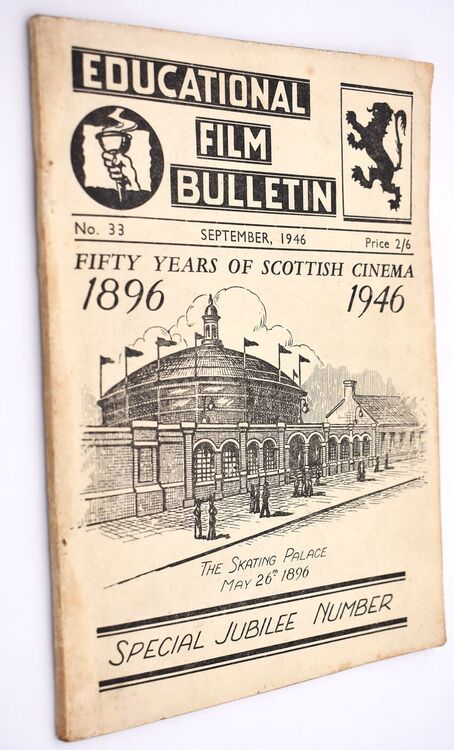 EDUCATIONAL
FILM
BULLETIN
No. 33 SEPTEMBER, 1946 Price 2/6
FIFTY YEARS OF SCOTTISH CINEMA
1896 1946
THE SKATING PALACE
MAY 26TH 1896
SPECIAL JUBILEE NUMBER